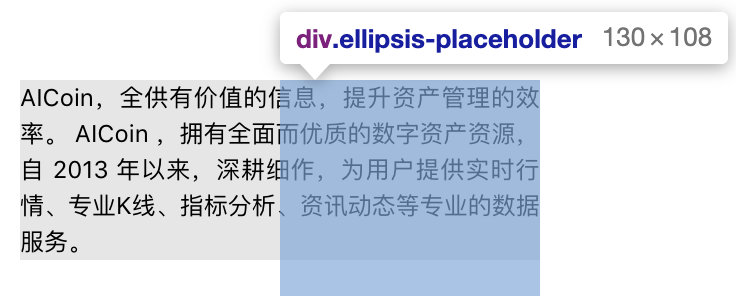 div.ellipsis-placeholder 130 × 108
AICoin，全供有价值的信息，提升资产管理的效
率。 AICoin ，拥有全面而优质的数字资产资源，
自 2013 年以来，深耕细作，为用户提供实时行
情、专业K线、指标分析、资讯动态等专业的数据
服务。